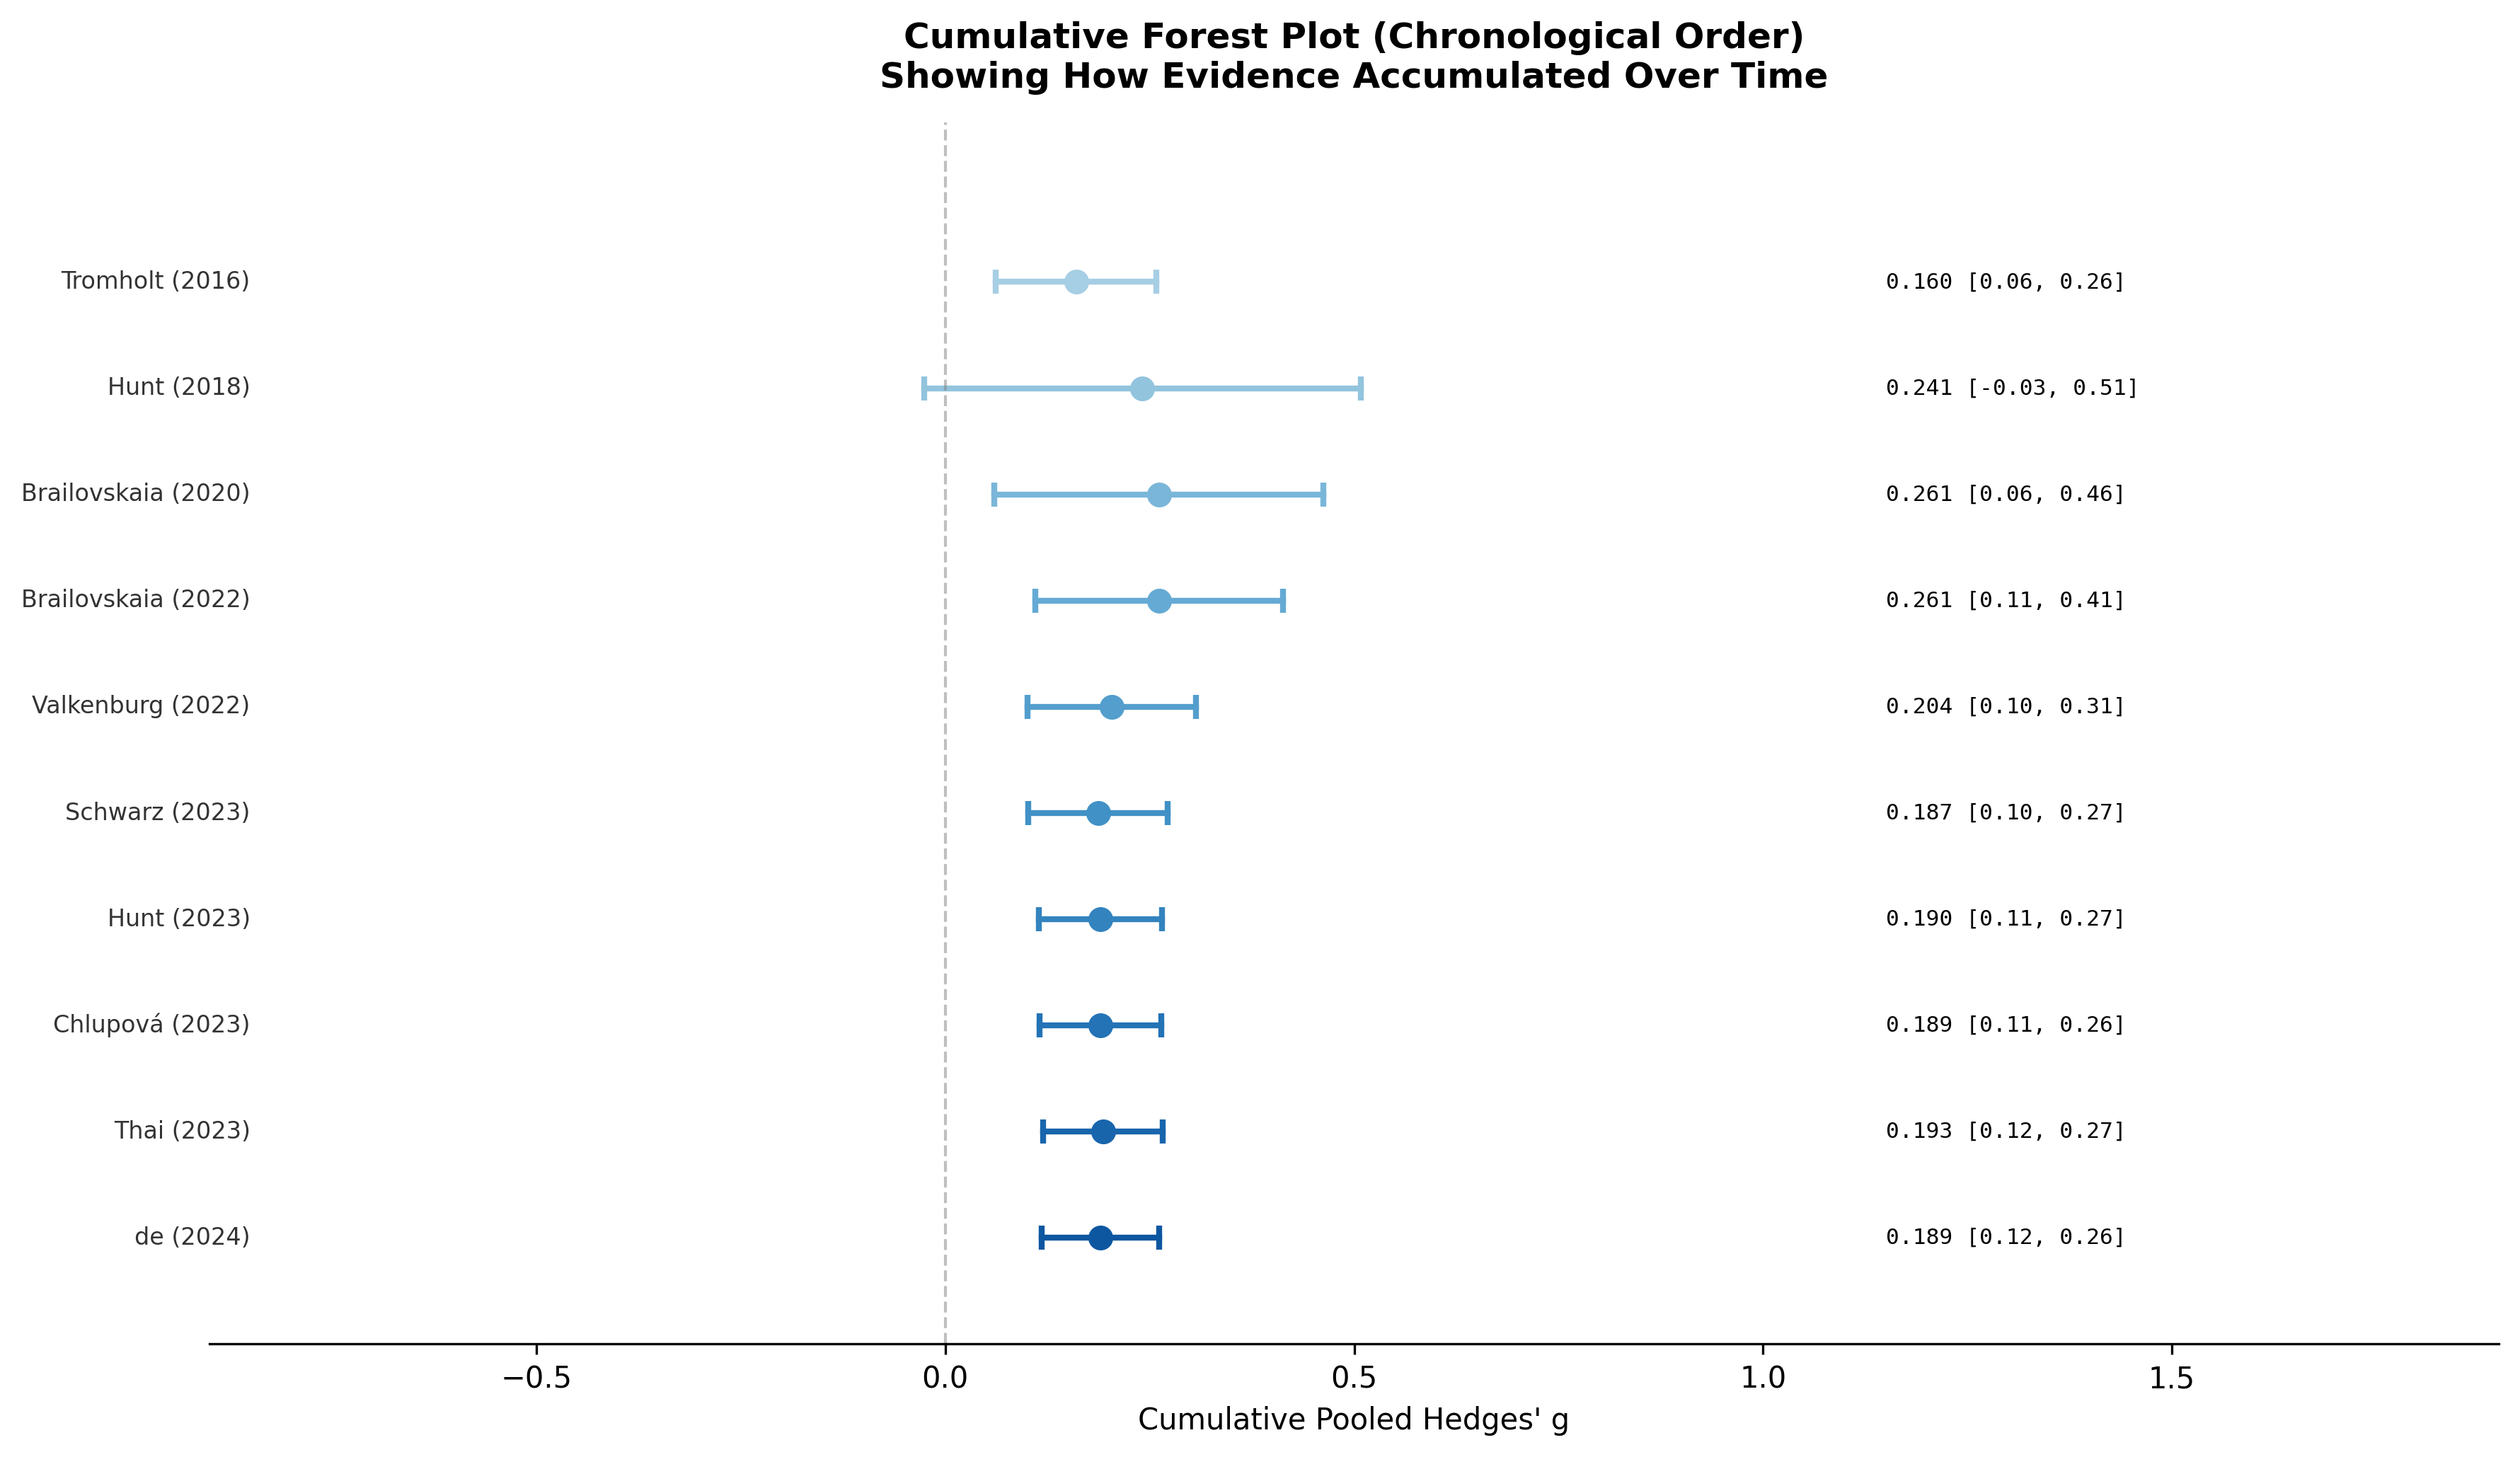 Cumulative Forest Plot (Chronological Order)
Showing How Evidence Accumulated Over Time
Tromholt (2016) 0.160 [0.06, 0.26]
Hunt (2018) 0.241 [-0.03, 0.51]
Brailovskaia (2020) 0.261 [0.06, 0.46]
Brailovskaia (2022) 0.261 [0.11, 0.41]
Valkenburg (2022) 0.204 [0.10, 0.31]
Schwarz (2023) 0.187 [0.10, 0.27]
Hunt (2023) 0.190 [0.11, 0.27]
Chlupová (2023) 0.189 [0.11, 0.26]
Thai (2023) 0.193 [0.12, 0.27]
de (2024) 0.189 [0.12, 0.26]
−0.5 0.0 0.5 1.0 1.5
Cumulative Pooled Hedges' g